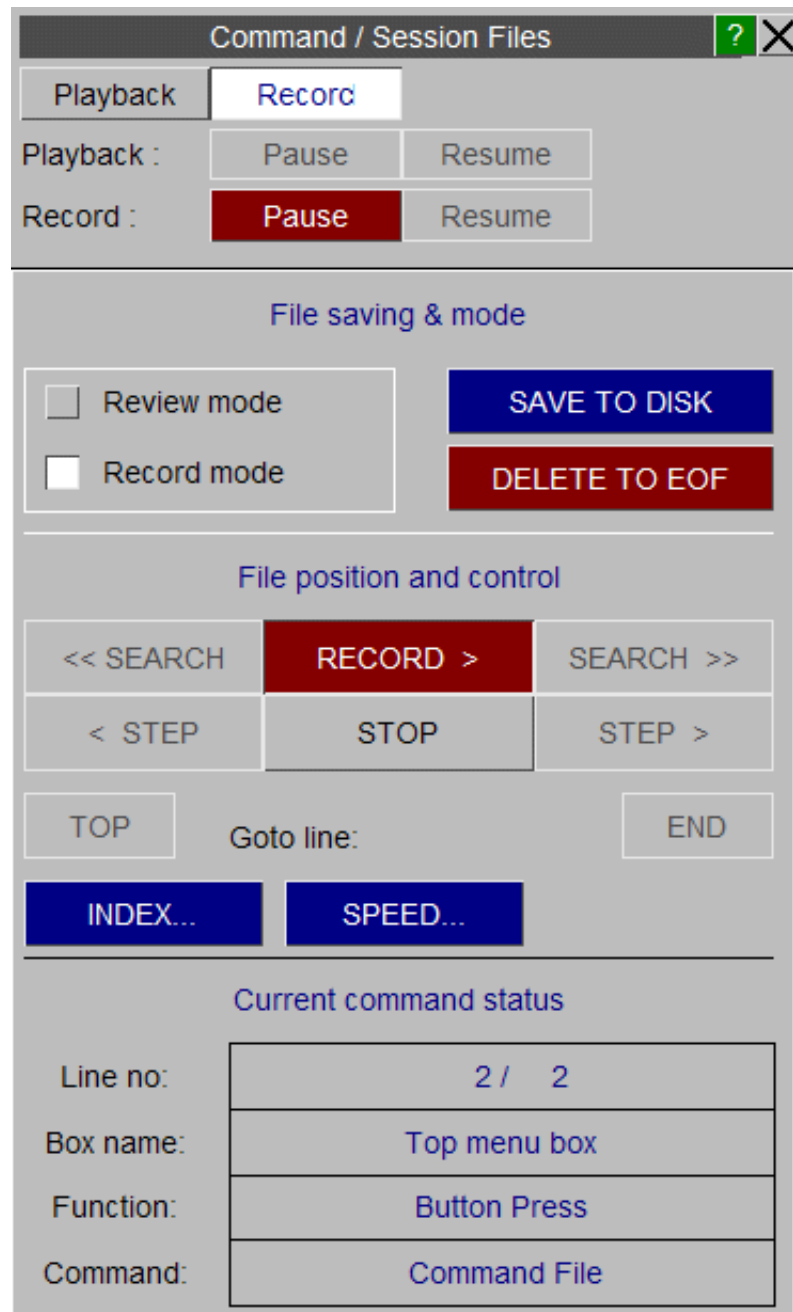 Command / Session Files ?
Playback Record
Playback : Pause Resume
Record : Pause Resume
File saving & mode
Review mode SAVE TO DISK
Record mode DELETE TO EOF
File position and control
<< SEARCH RECORD > SEARCH >>
< STEP STOP STEP >
TOP Goto line: END
INDEX... SPEED...
Current command status
Line no: 2 / 2
Box name: Top menu box
Function: Button Press
Command: Command File